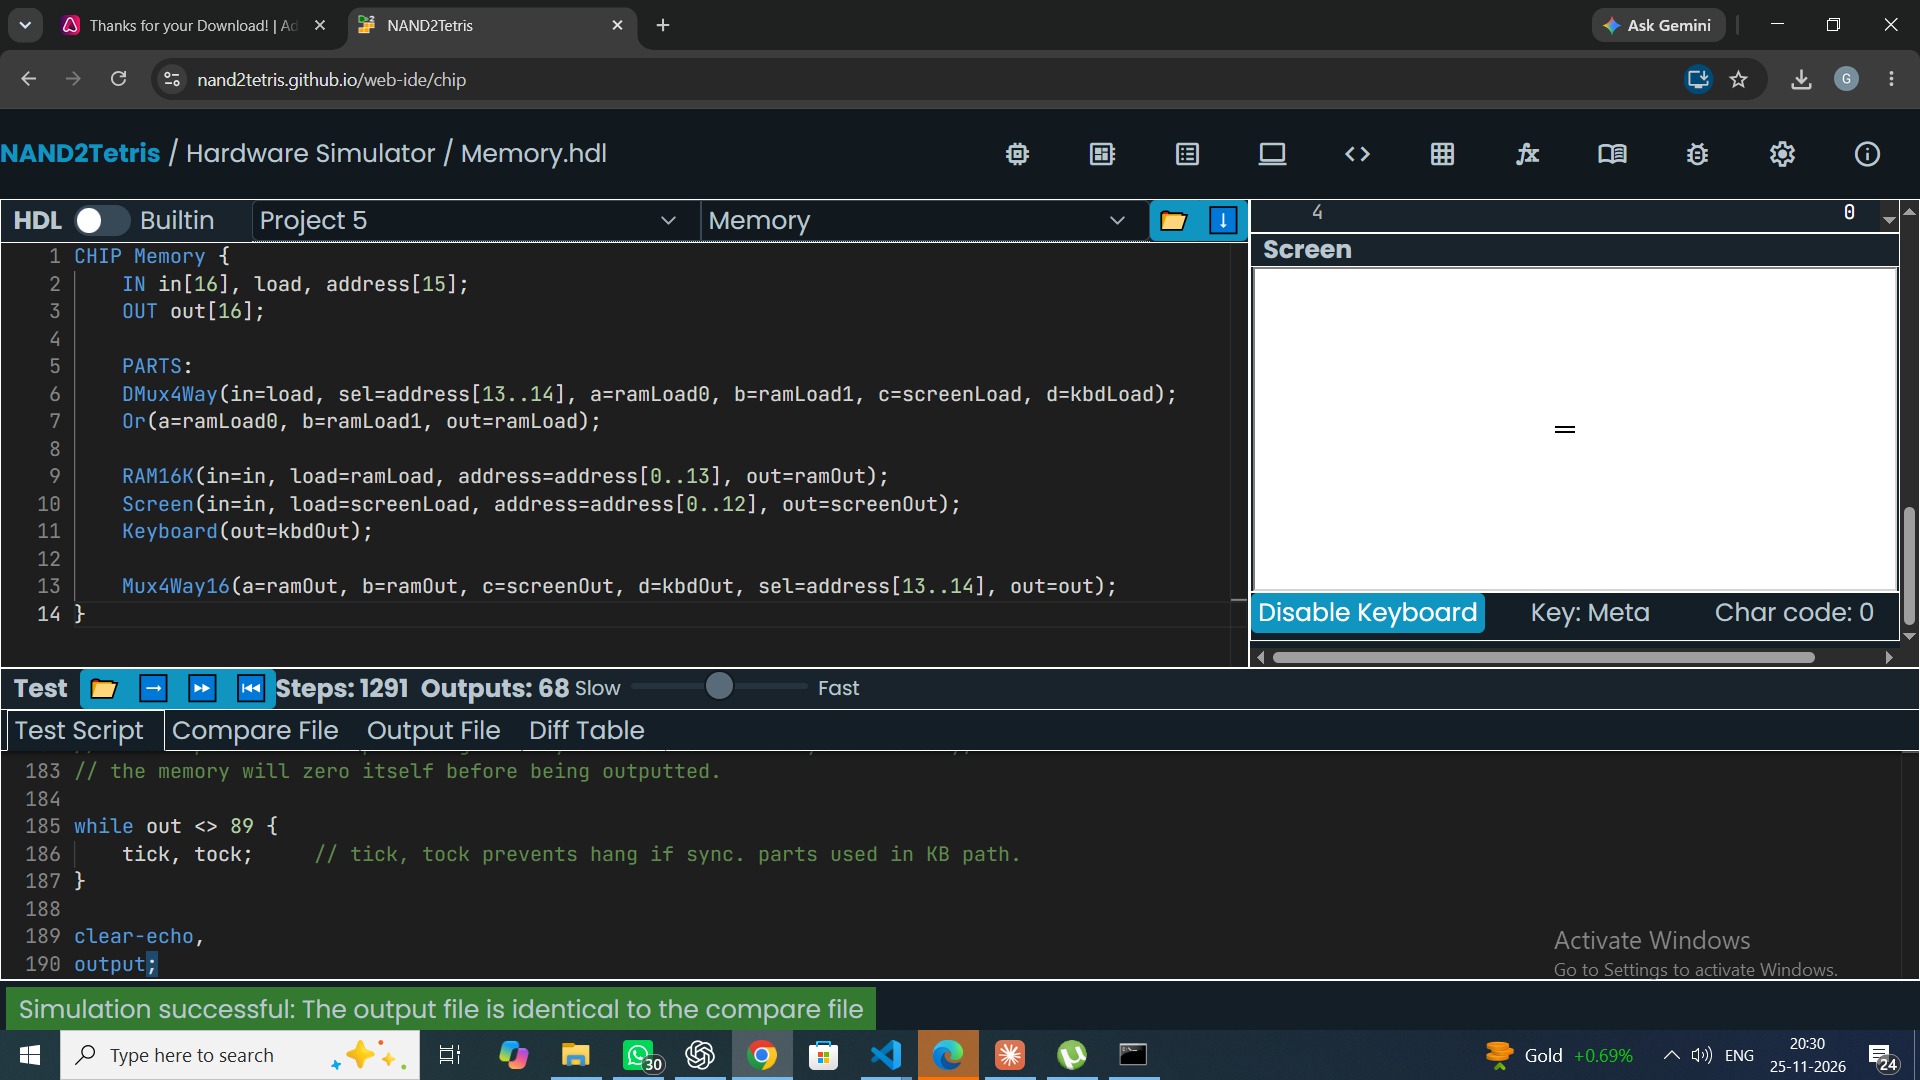 Thanks for your Download! | Ad
NAND2Tetris
Ask Gemini
nand2tetris.github.io/web-ide/chip
G
NAND2Tetris / Hardware Simulator / Memory.hdl
HDL Builtin Project 5 Memory
4 0
Screen
1 CHIP Memory {
2 IN in[16], load, address[15];
3 OUT out[16];
4
5 PARTS:
6 DMux4Way(in=load, sel=address[13..14], a=ramLoad0, b=ramLoad1, c=screenLoad, d=kbdLoad);
7 Or(a=ramLoad0, b=ramLoad1, out=ramLoad);
8
9 RAM16K(in=in, load=ramLoad, address=address[0..13], out=ramOut);
10 Screen(in=in, load=screenLoad, address=address[0..12], out=screenOut);
11 Keyboard(out=kbdOut);
12
13 Mux4Way16(a=ramOut, b=ramOut, c=screenOut, d=kbdOut, sel=address[13..14], out=out);
14 }
Disable Keyboard Key: Meta Char code: 0
Test Steps: 1291 Outputs: 68 Slow Fast
Test Script Compare File Output File Diff Table
183 // the memory will zero itself before being outputted.
184
185 while out <> 89 {
186 tick, tock; // tick, tock prevents hang if sync. parts used in KB path.
187 }
188
189 clear-echo,
190 output;
Activate Windows
Go to Settings to activate Windows.
Simulation successful: The output file is identical to the compare file
Type here to search
30
Gold +0.69%
ENG
20:30
25-11-2026
24